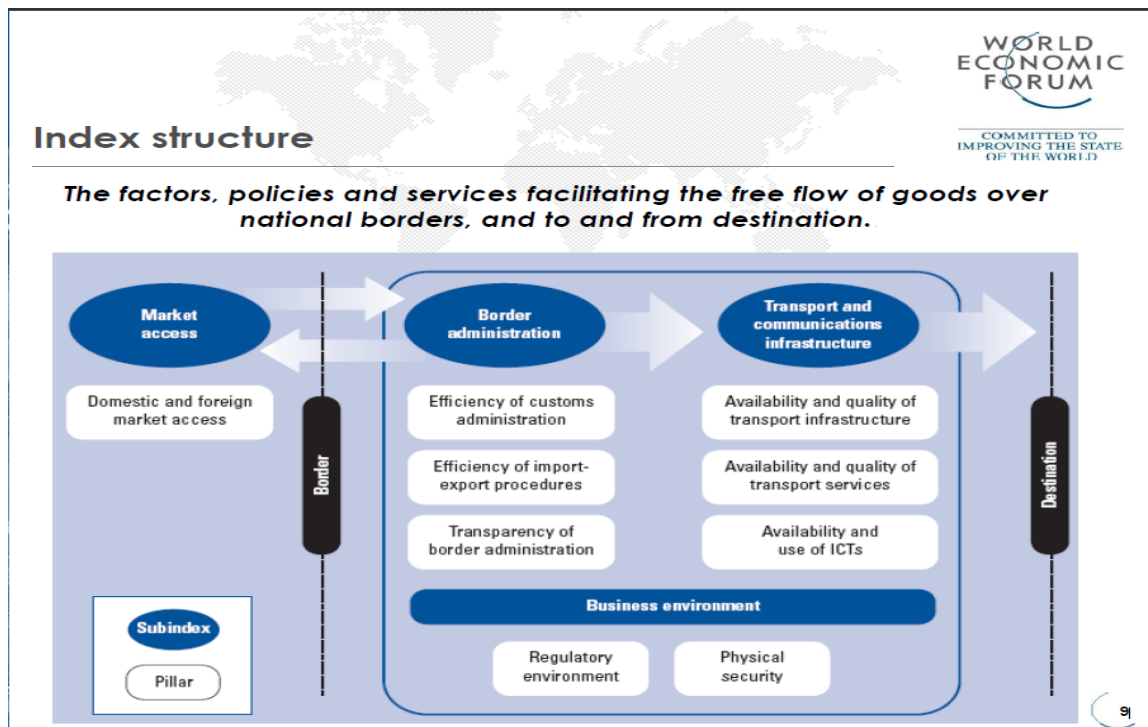 WORLD
ECONOMIC
FORUM
COMMITTED TO
IMPROVING THE STATE
OF THE WORLD
Index structure
The factors, policies and services facilitating the free flow of goods over
national borders, and to and from destination.
Market
access
Domestic and foreign
market access
Border
Border
administration
Efficiency of customs
administration
Efficiency of import-
export procedures
Transparency of
border administration
Transport and
communications
infrastructure
Availability and quality of
transport infrastructure
Availability and quality of
transport services
Availability and
use of ICTs
Business environment
Regulatory
environment
Physical
security
Destination
Subindex
Pillar
9